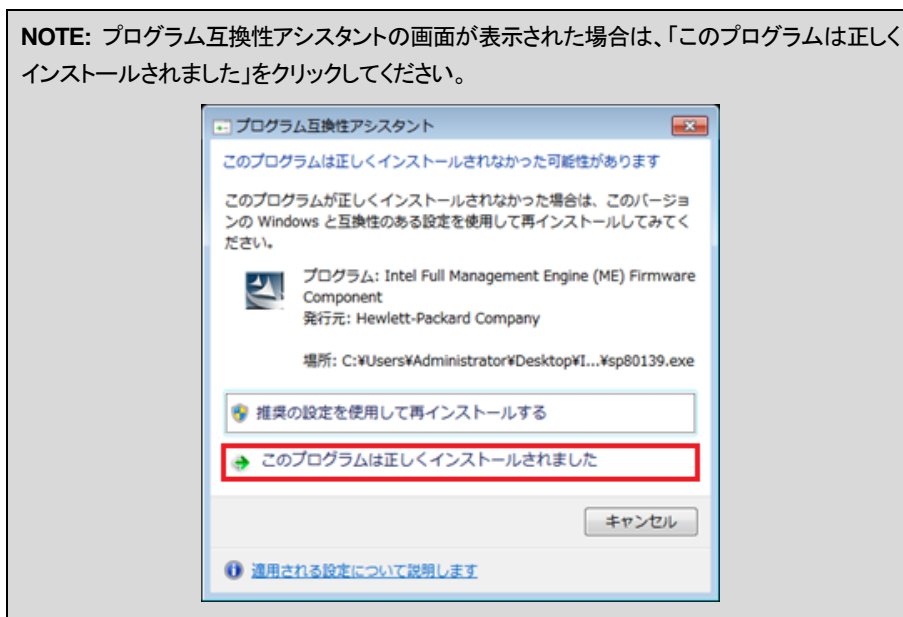 NOTE: プログラム互換性アシスタントの画面が表示された場合は、「このプログラムは正しく
インストールされました」をクリックしてください。
プログラム互換性アシスタント
このプログラムは正しくインストールされなかった可能性があります
このプログラムが正しくインストールされなかった場合は、このバージョ
ンの Windows と互換性のある設定を使用して再インストールしてみてく
ださい。
プログラム: Intel Full Management Engine (ME) Firmware
Component
発行元: Hewlett-Packard Company
場所: C:¥Users¥Administrator¥Desktop¥I...¥sp80139.exe
推奨の設定を使用して再インストールする
このプログラムは正しくインストールされました
キャンセル
適用される設定について説明します